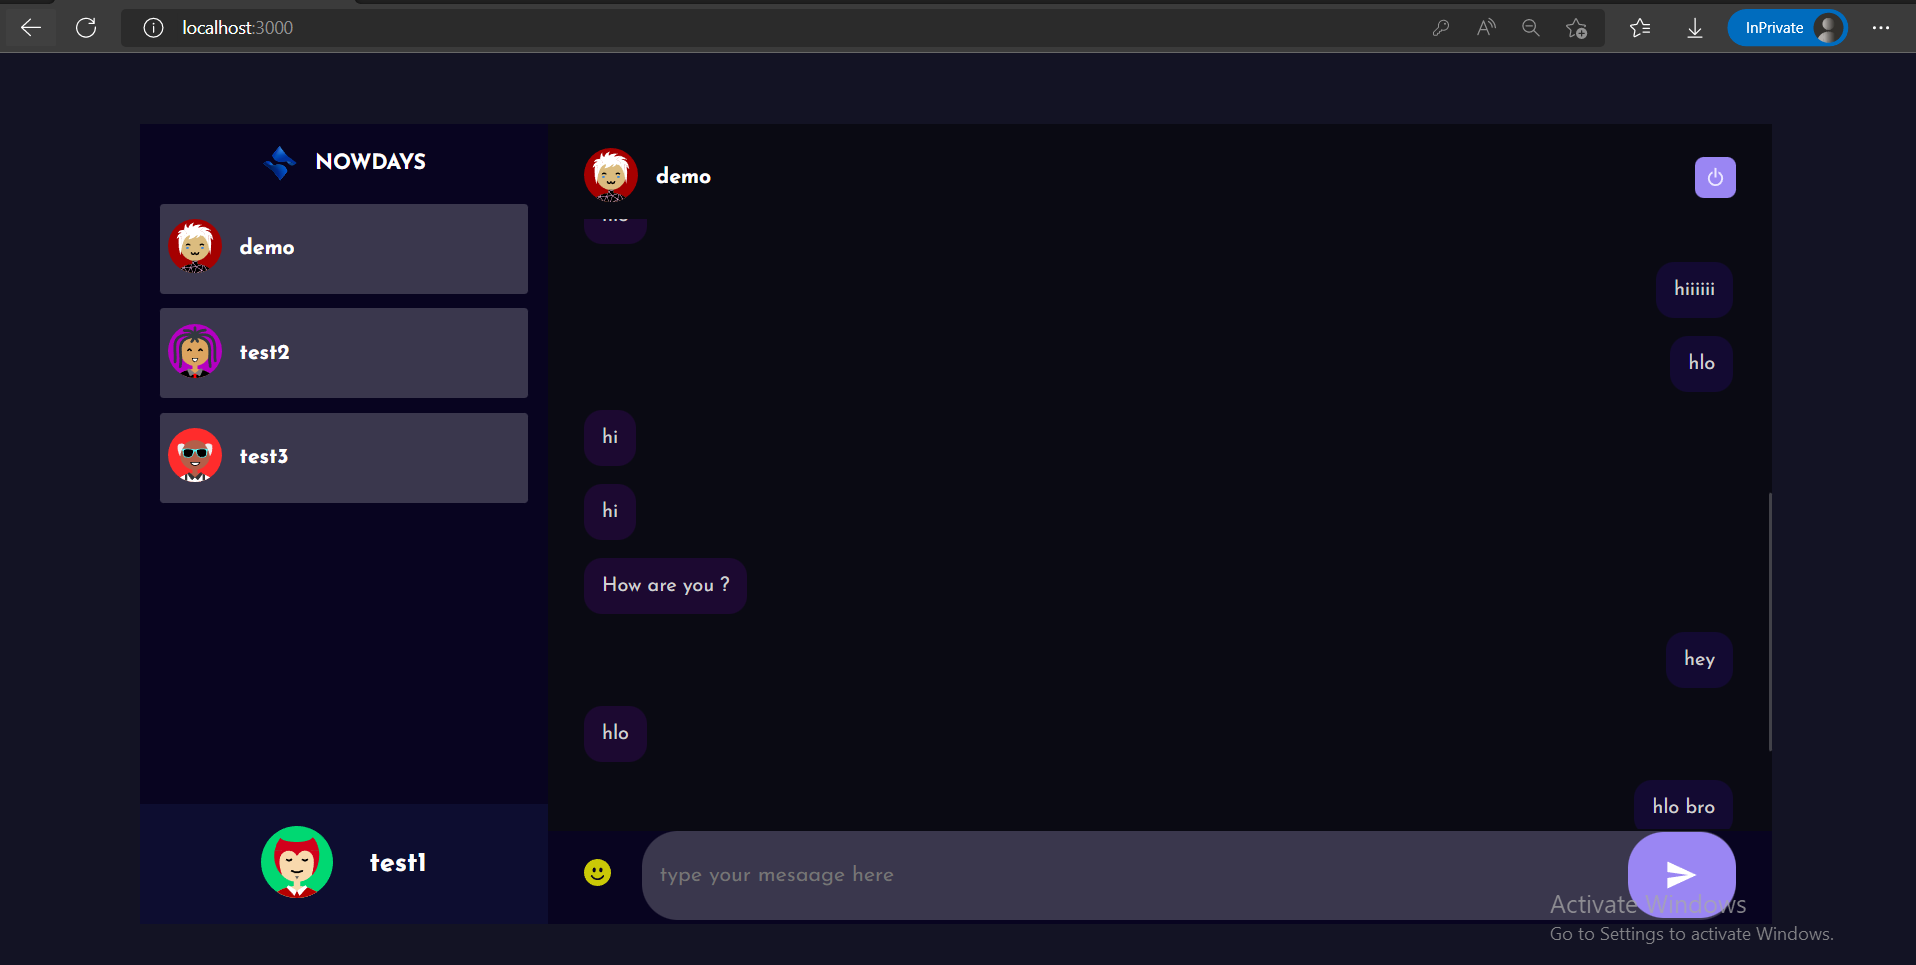 localhost:3000
InPrivate
NOWDAYS
demo
test2
test3
test1
demo
hiiiiii
hlo
hi
hi
How are you ?
hey
hlo
hlo bro
type your mesaage here
Activate Windows
Go to Settings to activate Windows.